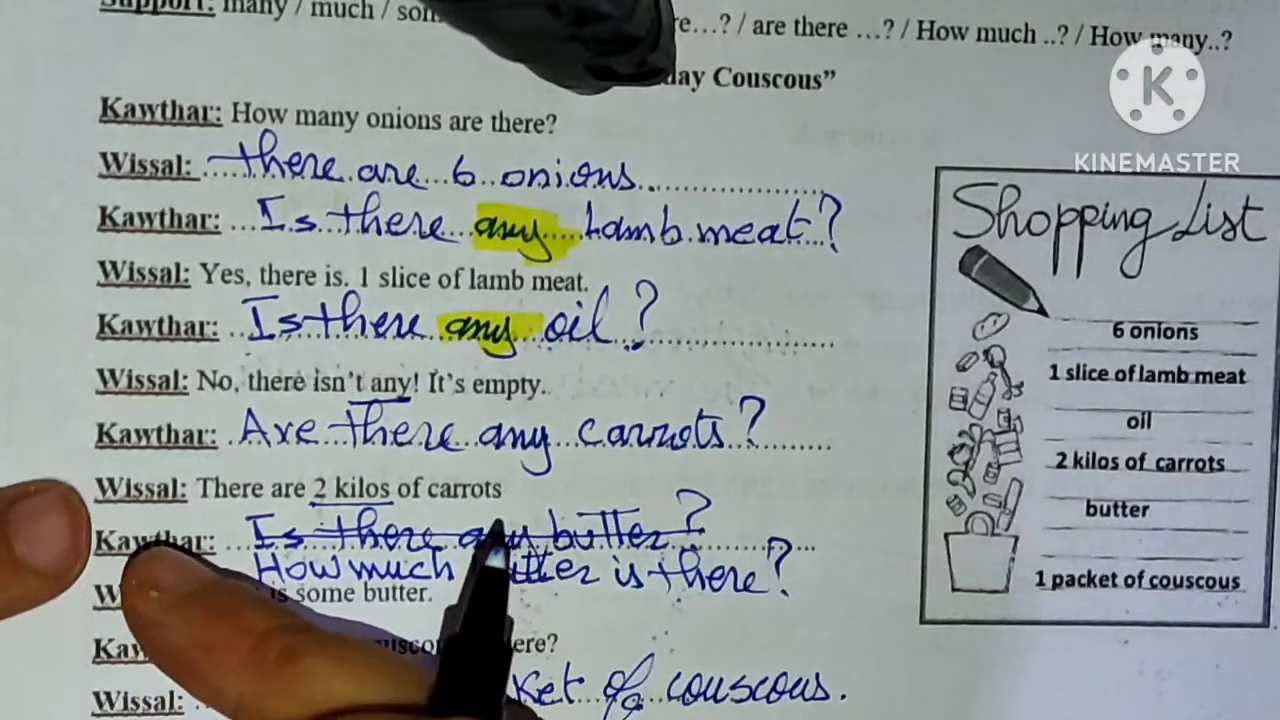 Support: many / much / som re…? / are there …? / How much ..? / How many..?
day Couscous”
Kawthar: How many onions are there?
Wissal: there are 6 onions
Kawthar: Is there any Lamb meat?
Wissal: Yes, there is. 1 slice of lamb meat.
Kawthar: Is there any oil?
Wissal: No, there isn’t any! It’s empty..
Kawthar: Are there any carrots?
Wissal: There are 2 kilos of carrots
Kawthar: Is there any butter?
How much butter is there?
is some butter.
Kaw couscou ere?
Wissal: ket of couscous.
KINEMASTER
Shopping List
6 onions
1 slice of lamb meat
oil
2 kilos of carrots
butter
1 packet of couscous